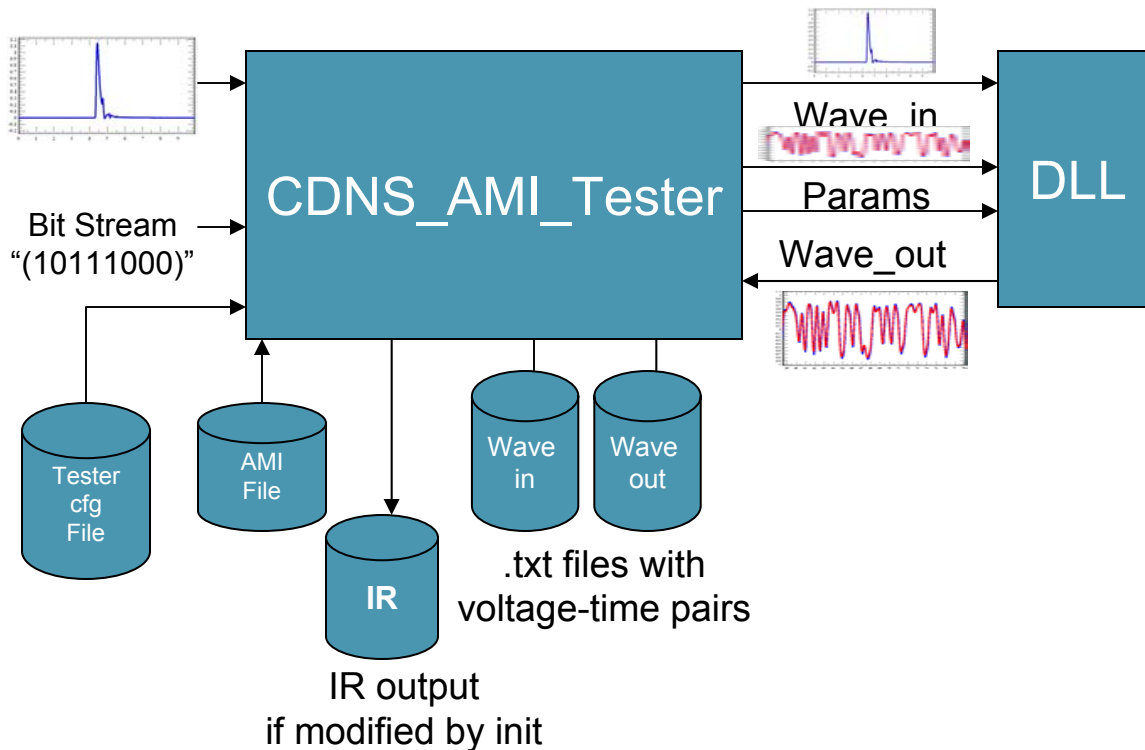 Wave_in
CDNS_AMI_Tester
DLL
Params
Bit Stream
“(10111000)”
Wave_out
Tester
cfg
File
AMI
File
Wave
in
Wave
out
IR
.txt files with
voltage-time pairs
IR output
if modified by init